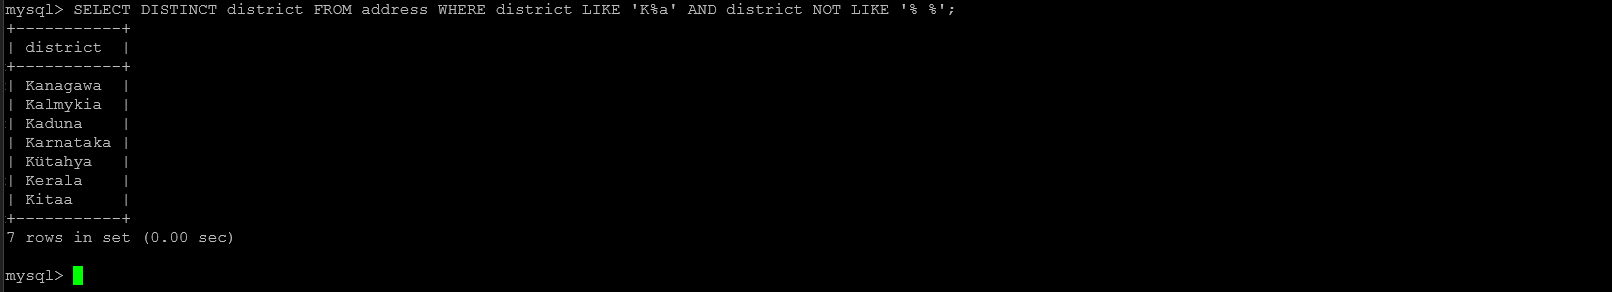 mysql> SELECT DISTINCT district FROM address WHERE district LIKE 'K%a' AND district NOT LIKE '% %';
+-----------+
| district  |
+-----------+
| Kanagawa  |
| Kalmykia  |
| Kaduna    |
| Karnataka |
| Kütahya   |
| Kerala    |
| Kitaa     |
+-----------+
7 rows in set (0.00 sec)

mysql>